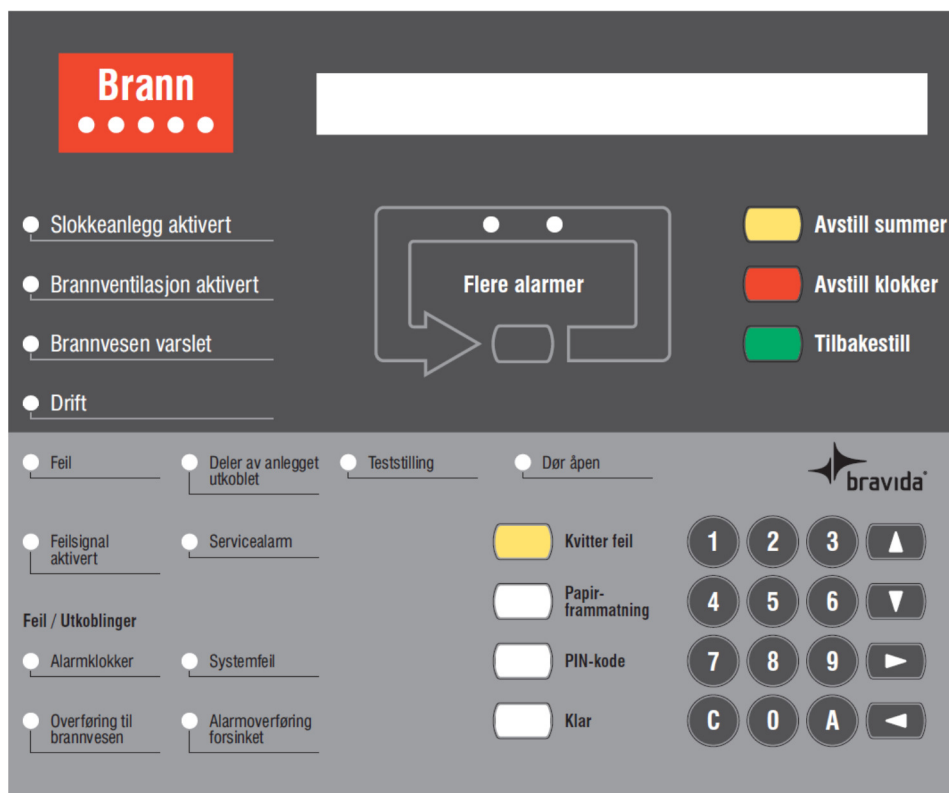 Brann
Slokkeanlegg aktivert
Brannventilasjon aktivert
Brannvesen varslet
Drift
Flere alarmer
Avstill summer
Avstill klokker
Tilbakestill
Feil
Deler av anlegget
utkoblet
Teststilling
Dør åpen
bravida
Feilsignal
aktivert
Servicealarm
Feil / Utkoblinger
Alarmklokker
Systemfeil
Overføring til
brannvesen
Alarmoverføring
forsinket
Kvitter feil
Papir-
frammatning
PIN-kode
Klar
1 2 3
4 5 6
7 8 9
C 0 A